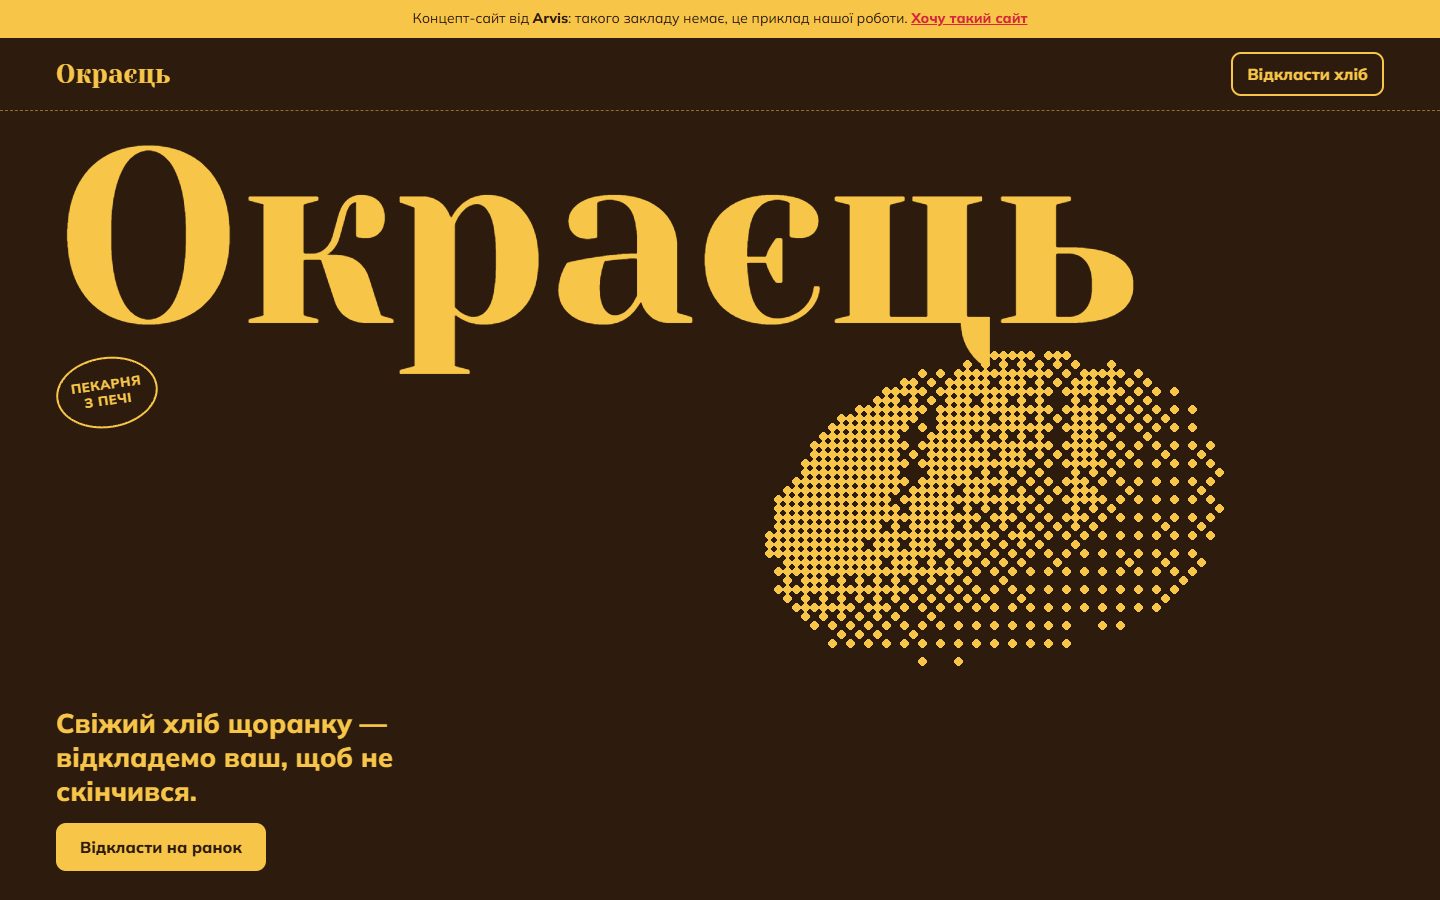 Концепт-сайт від Arvis: такого закладу немає, це приклад нашої роботи. Хочу такий сайт
Окраєць
Відкласти хліб
Окраєць
ПЕКАРНЯ
З ПЕЧІ
Свіжий хліб щоранку —
відкладемо ваш, щоб не
скінчився.
Відкласти на ранок